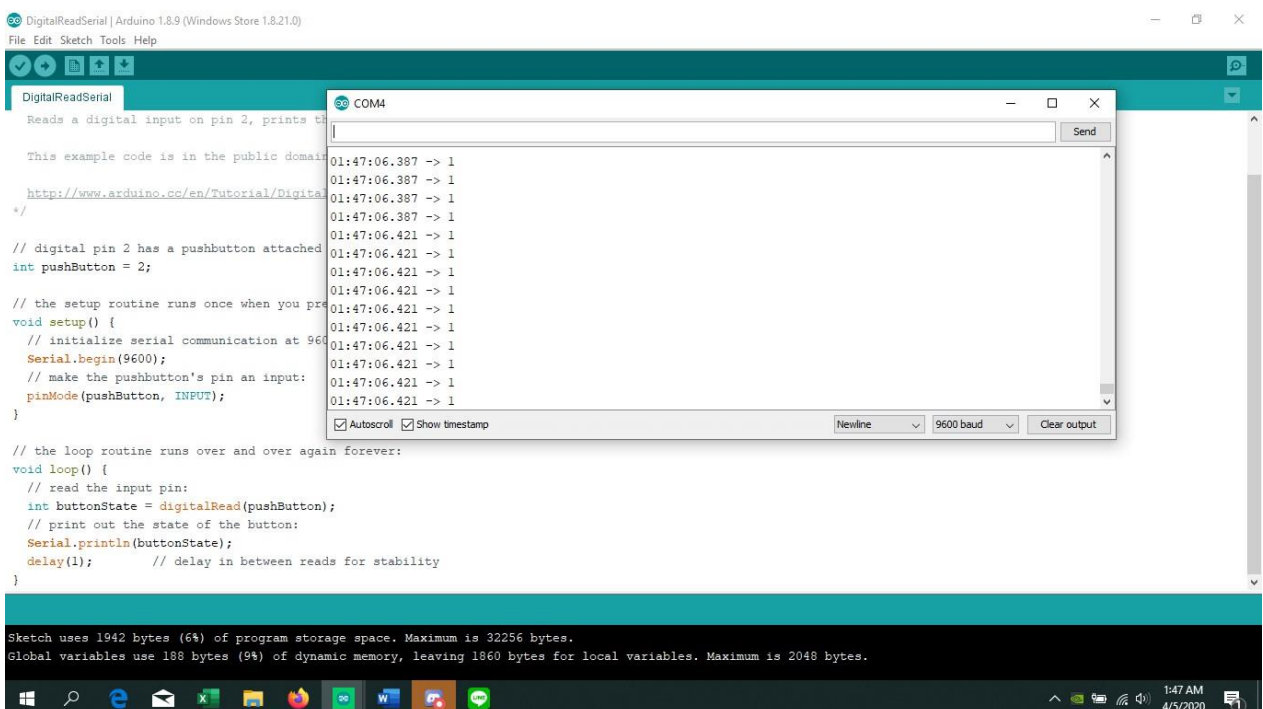 DigitalReadSerial | Arduino 1.8.9 (Windows Store 1.8.21.0)
File Edit Sketch Tools Help
DigitalReadSerial
Reads a digital input on pin 2, prints th
This example code is in the public domain
http://www.arduino.cc/en/Tutorial/Digital
*/
// digital pin 2 has a pushbutton attached
int pushButton = 2;
// the setup routine runs once when you pre
void setup() {
// initialize serial communication at 960
Serial.begin(9600);
// make the pushbutton's pin an input:
pinMode(pushButton, INPUT);
}
// the loop routine runs over and over again forever:
void loop() {
// read the input pin:
int buttonState = digitalRead(pushButton);
// print out the state of the button:
Serial.println(buttonState);
delay(1);        // delay in between reads for stability
}
COM4
Send
01:47:06.387 -> 1
01:47:06.387 -> 1
01:47:06.387 -> 1
01:47:06.387 -> 1
01:47:06.421 -> 1
01:47:06.421 -> 1
01:47:06.421 -> 1
01:47:06.421 -> 1
01:47:06.421 -> 1
01:47:06.421 -> 1
01:47:06.421 -> 1
01:47:06.421 -> 1
01:47:06.421 -> 1
01:47:06.421 -> 1
Autoscroll Show timestamp Newline 9600 baud Clear output
Sketch uses 1942 bytes (6%) of program storage space. Maximum is 32256 bytes.
Global variables use 188 bytes (9%) of dynamic memory, leaving 1860 bytes for local variables. Maximum is 2048 bytes.
LINE
1:47 AM
4/5/2020